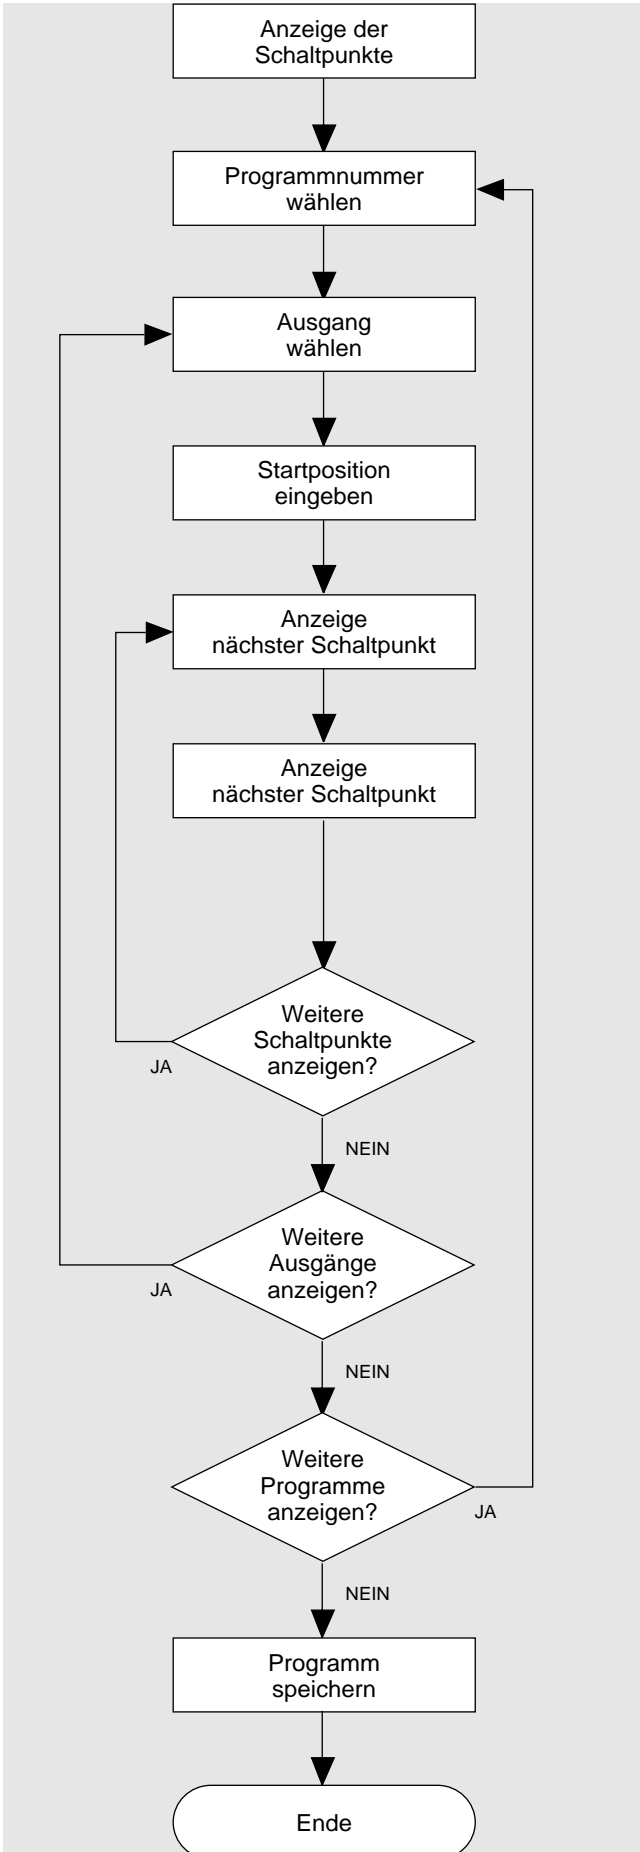 Anzeige der
Schaltpunkte
Programmnummer
wählen
Ausgang
wählen
Startposition
eingeben
Anzeige
nächster Schaltpunkt
Anzeige
nächster Schaltpunkt
Weitere
Schaltpunkte
anzeigen?
JA
NEIN
Weitere
Ausgänge
anzeigen?
JA
NEIN
Weitere
Programme
anzeigen?
JA
NEIN
Programm
speichern
Ende